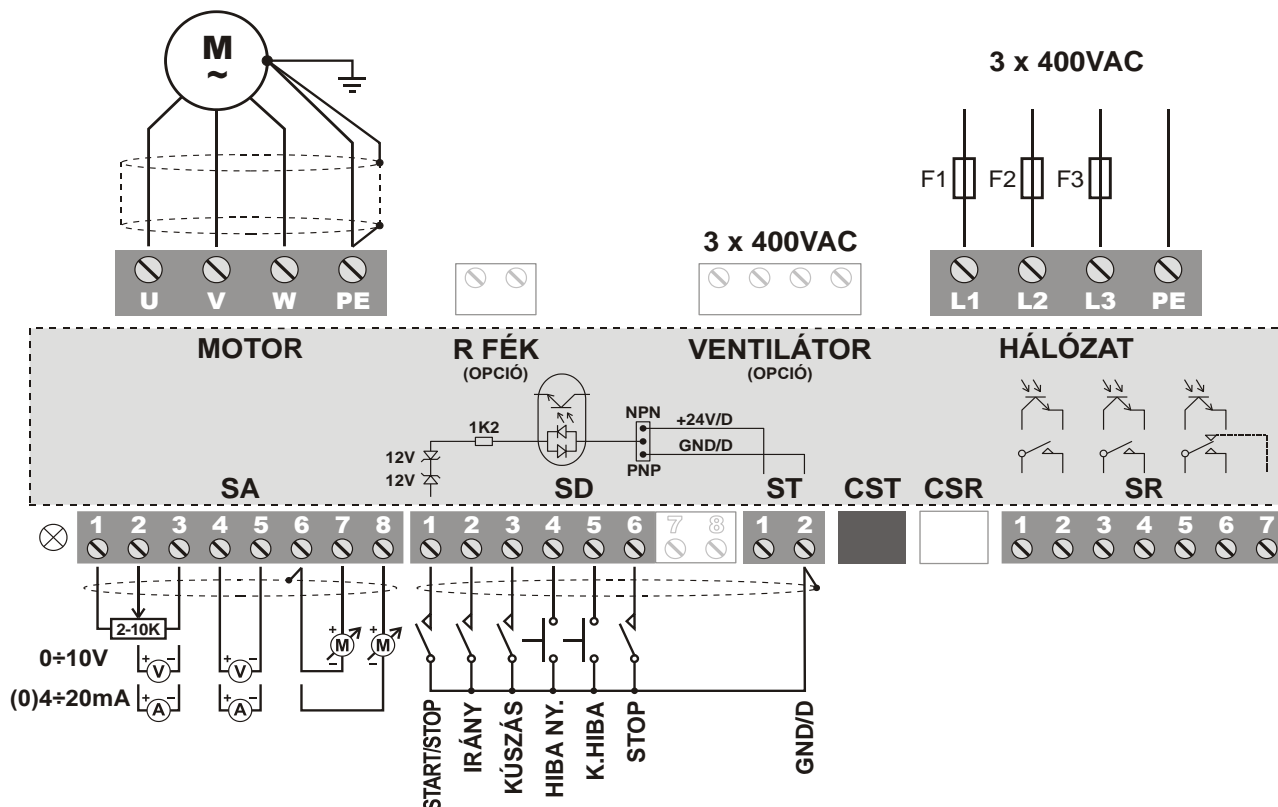 M
~
3 x 400VAC
F1 F2 F3
3 x 400VAC
U V W PE
L1 L2 L3 PE
MOTOR R FÉK VENTILÁTOR HÁLÓZAT
(OPCIÓ) (OPCIÓ)
NPN
+24V/D
1K2
GND/D
12V
PNP
12V
SA SD ST CST CSR SR
1 2 3 4 5 6 7 8 1 2 3 4 5 6 7 8 1 2 1 2 3 4 5 6 7
2-10K
+ M - + M -
0÷10V + V - + V -
(0)4÷20mA + A - + A -
START/STOP
IRÁNY
KÚSZÁS
HIBA NY.
K.HIBA
STOP
GND/D